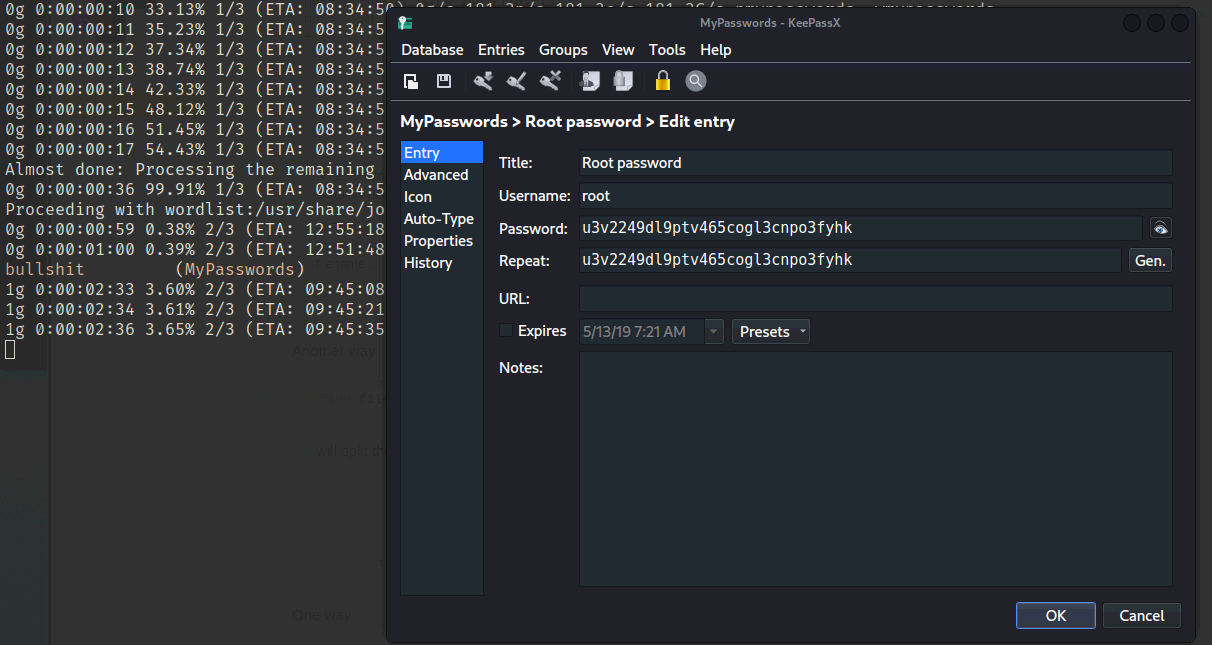 0g 0:00:00:10 33.13% 1/3 (ETA: 08:34:50)
0g 0:00:00:11 35.23% 1/3 (ETA: 08:34:5
0g 0:00:00:12 37.34% 1/3 (ETA: 08:34:5
0g 0:00:00:13 38.74% 1/3 (ETA: 08:34:5
0g 0:00:00:14 42.33% 1/3 (ETA: 08:34:5
0g 0:00:00:15 48.12% 1/3 (ETA: 08:34:5
0g 0:00:00:16 51.45% 1/3 (ETA: 08:34:5
0g 0:00:00:17 54.43% 1/3 (ETA: 08:34:5
Almost done: Processing the remaining
0g 0:00:00:36 99.91% 1/3 (ETA: 08:34:5
Proceeding with wordlist:/usr/share/jo
0g 0:00:00:59 0.38% 2/3 (ETA: 12:55:18
0g 0:00:01:00 0.39% 2/3 (ETA: 12:51:48
bullshit (MyPasswords)
1g 0:00:02:33 3.60% 2/3 (ETA: 09:45:08
1g 0:00:02:34 3.61% 2/3 (ETA: 09:45:21
1g 0:00:02:36 3.65% 2/3 (ETA: 09:45:35
Another way
will split th
One way
MyPasswords - KeePassX
Database Entries Groups View Tools Help
MyPasswords > Root password > Edit entry
Entry
Advanced
Icon
Auto-Type
Properties
History
Title: Root password
Username: root
Password: u3v2249dl9ptv465cogl3cnpo3fyhk
Repeat: u3v2249dl9ptv465cogl3cnpo3fyhk
Gen.
URL:
Expires 5/13/19 7:21 AM Presets
Notes:
OK Cancel